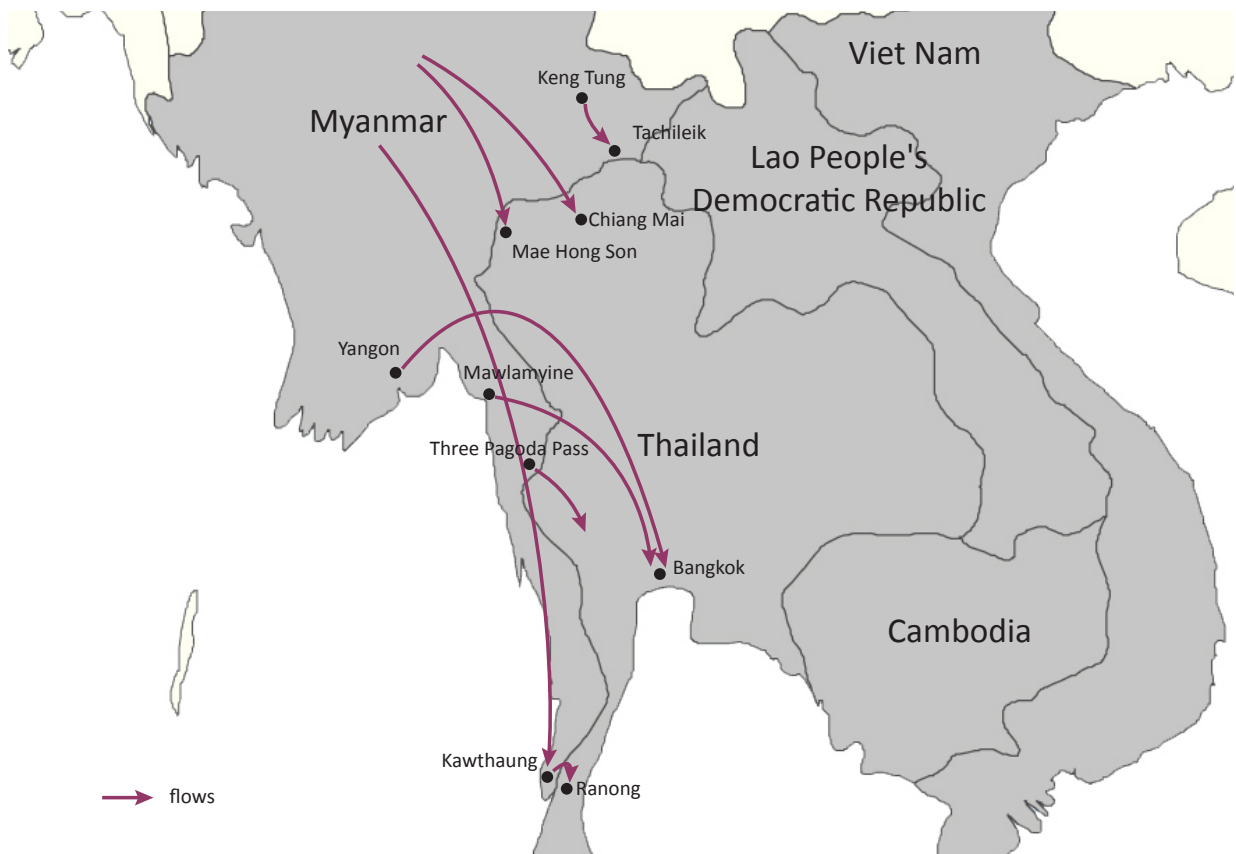 Viet Nam
Keng Tung
Myanmar
Tachileik
Lao People's
Democratic Republic
Chiang Mai
Mae Hong Son
Yangon
Mawlamyine
Three Pagoda Pass
Thailand
Bangkok
Cambodia
Kawthaung
Ranong
flows